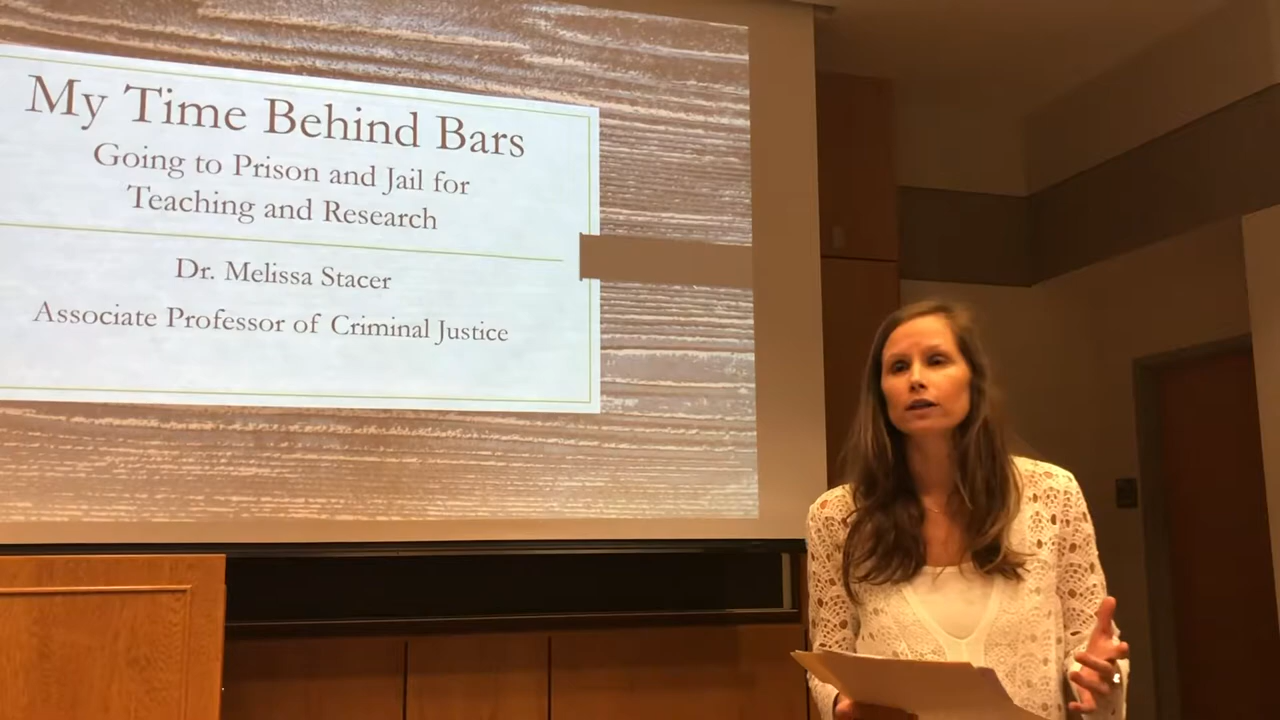 My Time Behind Bars
Going to Prison and Jail for
Teaching and Research
Dr. Melissa Stacer
Associate Professor of Criminal Justice